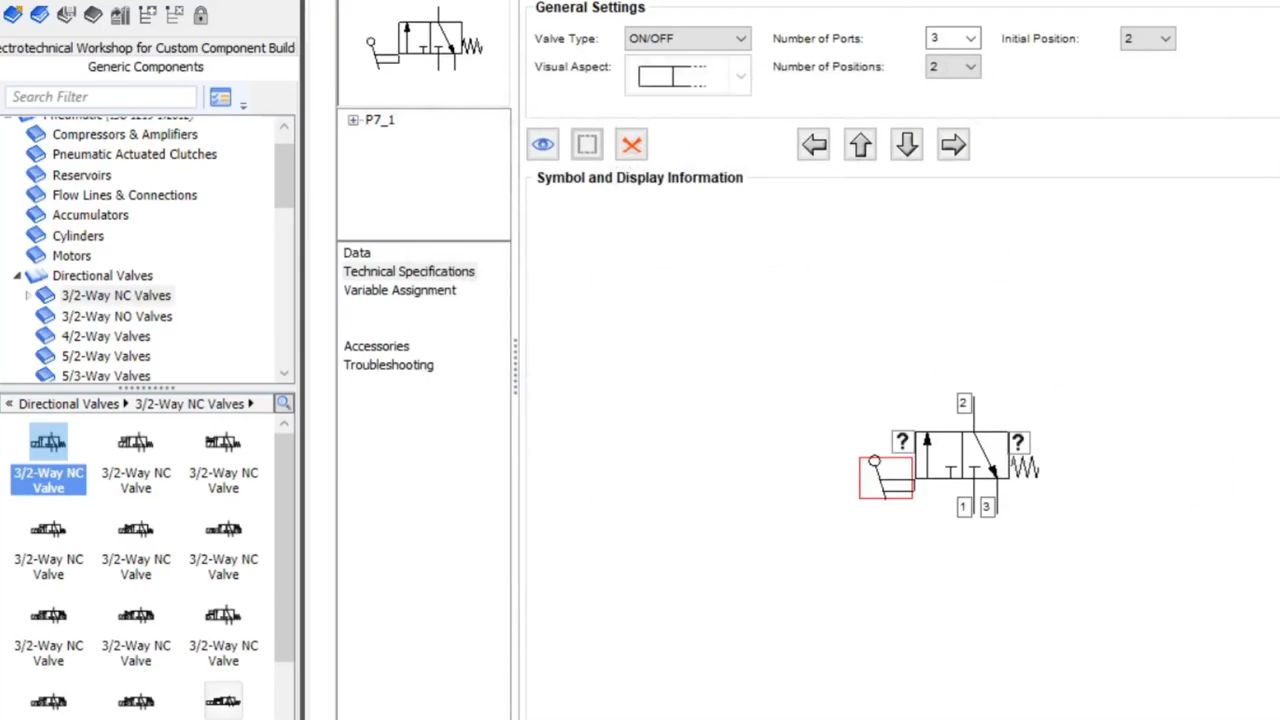 ectrotechnical Workshop for Custom Component Build
Generic Components
Search Filter
Pneumatic (ISO 1219-1:2012)
Compressors & Amplifiers
Pneumatic Actuated Clutches
Reservoirs
Flow Lines & Connections
Accumulators
Cylinders
Motors
Directional Valves
3/2-Way NC Valves
3/2-Way NO Valves
4/2-Way Valves
5/2-Way Valves
5/3-Way Valves
« Directional Valves 3/2-Way NC Valves
3/2-Way NC Valve
3/2-Way NC Valve
3/2-Way NC Valve
3/2-Way NC Valve
3/2-Way NC Valve
3/2-Way NC Valve
3/2-Way NC Valve
3/2-Way NC Valve
3/2-Way NC Valve
P7_1
Data
Technical Specifications
Variable Assignment
Accessories
Troubleshooting
General Settings
Valve Type: ON/OFF Number of Ports: 3 Initial Position: 2
Visual Aspect: Number of Positions: 2
Symbol and Display Information
2
? ?
1 3